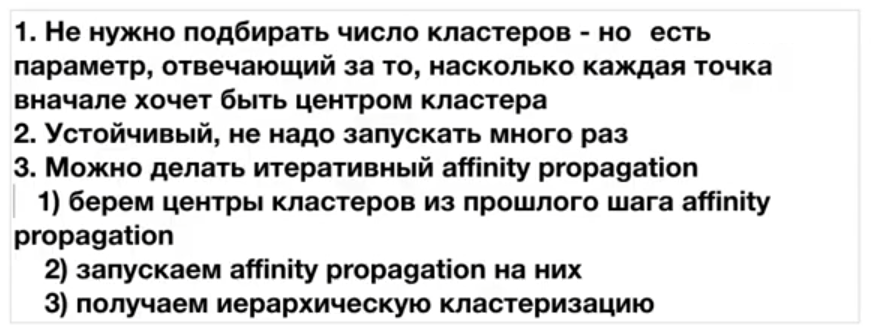 1. Не нужно подбирать число кластеров - но есть
параметр, отвечающий за то, насколько каждая точка
вначале хочет быть центром кластера
2. Устойчивый, не надо запускать много раз
3. Можно делать итеративный affinity propagation
1) берем центры кластеров из прошлого шага affinity
propagation
2) запускаем affinity propagation на них
3) получаем иерархическую кластеризацию